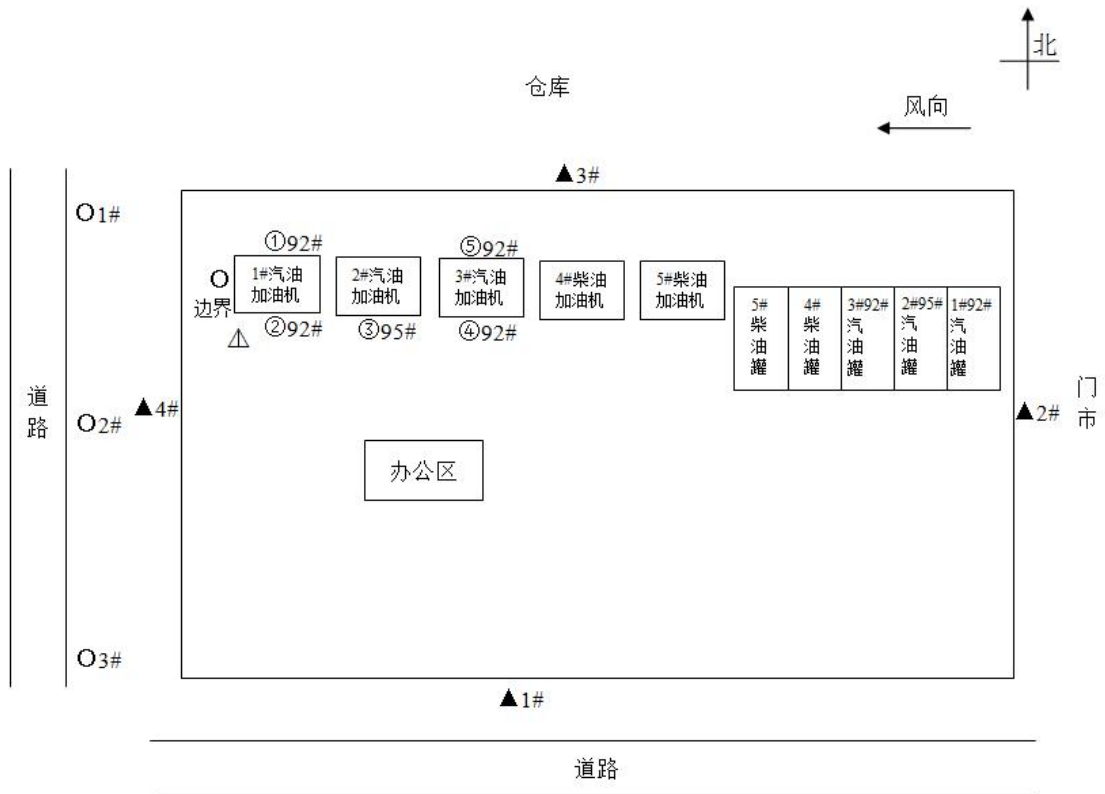 北
仓库
风向
▲3#
O1#
①92#
⑤92#
O
边界
1#汽油
加油机
2#汽油
加油机
3#汽油
加油机
4#柴油
加油机
5#柴油
加油机
②92#
③95#
④92#
5#
柴
油
罐
4#
柴
油
罐
3#92#
汽
油
罐
2#95#
汽
油
罐
1#92#
汽
油
罐
道
路
O2#
▲4#
办公区
▲2#
门
市
O3#
▲1#
道路